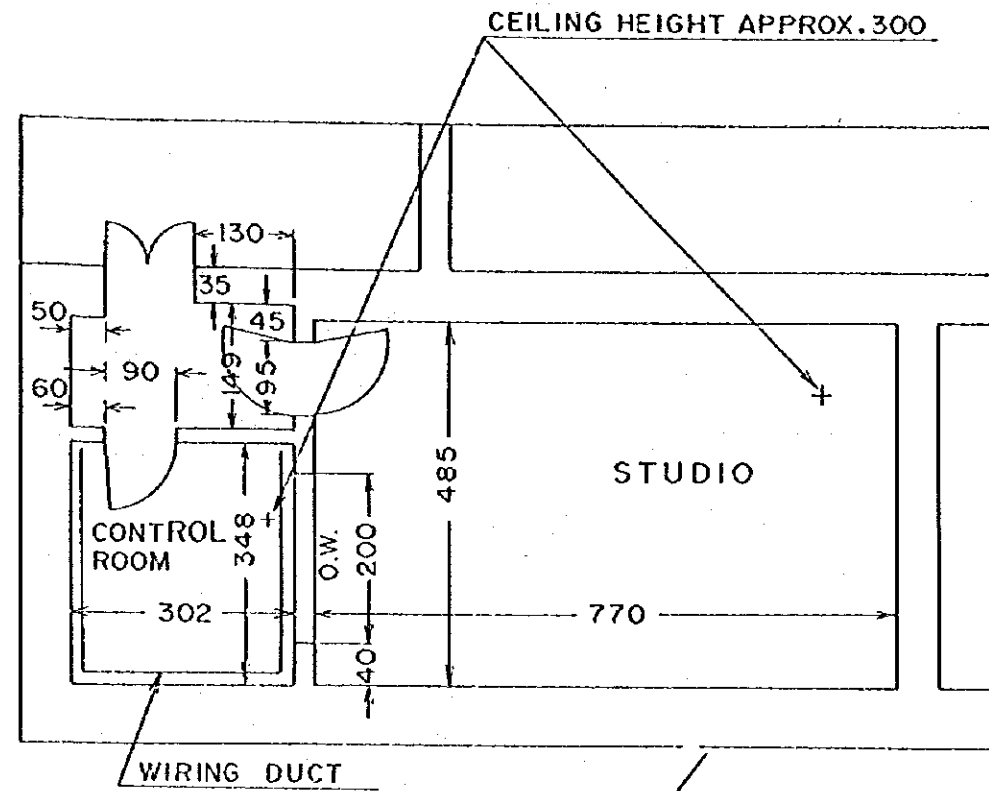 CEILING HEIGHT APPROX.300
130
35
50
45
90
149
95
60
485
STUDIO
CONTROL
ROOM
348
O.W.
200
302
770
40
WIRING DUCT